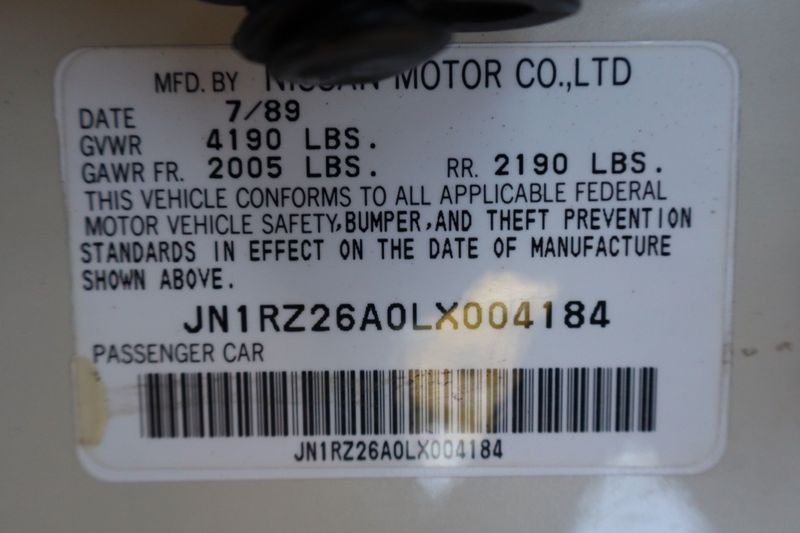 MFD. BY NISSAN MOTOR CO.,LTD
DATE 7/89
GVWR 4190 LBS.
GAWR FR. 2005 LBS. RR. 2190 LBS.
THIS VEHICLE CONFORMS TO ALL APPLICABLE FEDERAL
MOTOR VEHICLE SAFETY,BUMPER,AND THEFT PREVENTION
STANDARDS IN EFFECT ON THE DATE OF MANUFACTURE
SHOWN ABOVE.
JN1RZ26A0LX004184
PASSENGER CAR
JN1RZ26A0LX004184